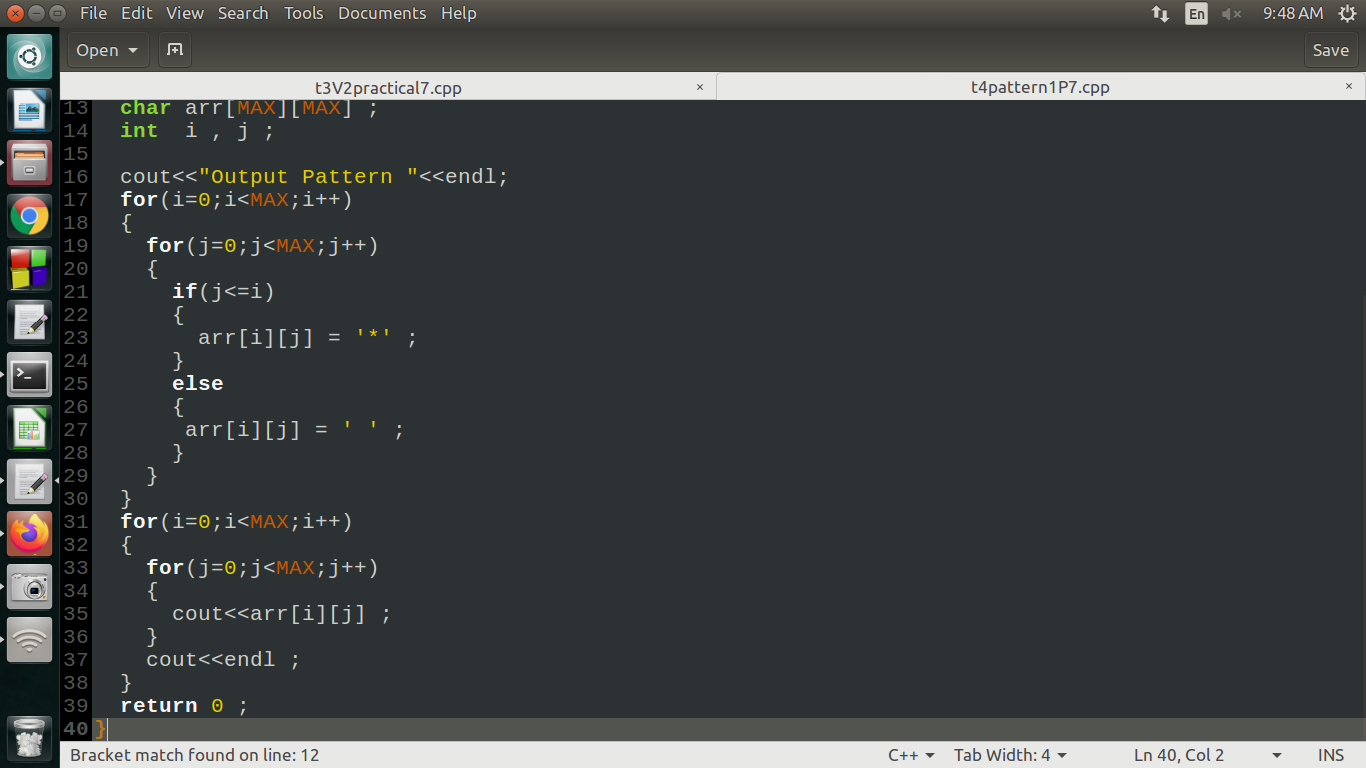 File Edit View Search Tools Documents Help En 9:48 AM
Open Save
t3V2practical7.cpp × t4pattern1P7.cpp ×
13 char arr[MAX][MAX] ;
14 int  i , j ;
15
16 cout<<"Output Pattern "<<endl;
17 for(i=0;i<MAX;i++)
18 {
19 for(j=0;j<MAX;j++)
20 {
21 if(j<=i)
22 {
23 arr[i][j] = '*' ;
24 }
25 else
26 {
27 arr[i][j] = ' ' ;
28 }
29 }
30 }
31 for(i=0;i<MAX;i++)
32 {
33 for(j=0;j<MAX;j++)
34 {
35 cout<<arr[i][j] ;
36 }
37 cout<<endl ;
38 }
39 return 0 ;
40 }
Bracket match found on line: 12 C++ Tab Width: 4 Ln 40, Col 2 INS